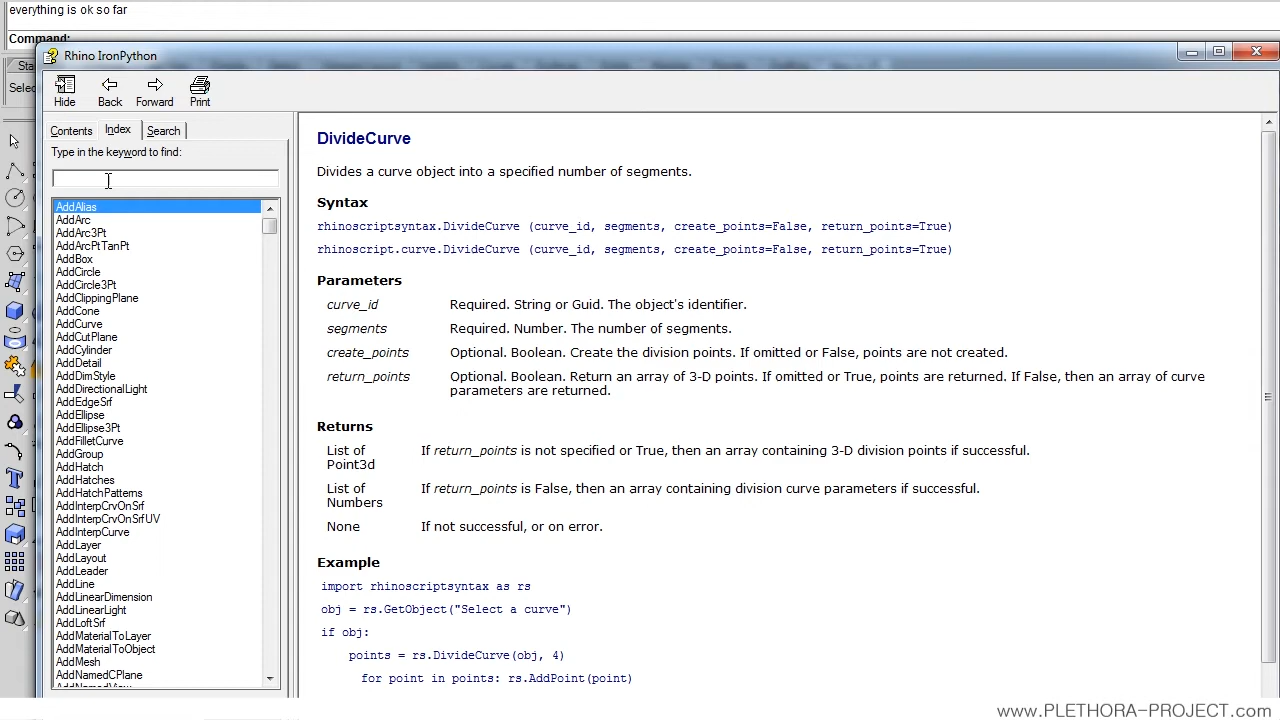 everything is ok so far
Command:
Rhino IronPython
Sta
Selec
Hide
Back
Forward
Print
Contents
Index
Search
Type in the keyword to find:
AddAlias
AddArc
AddArc3Pt
AddArcPtTanPt
AddBox
AddCircle
AddCircle3Pt
AddClippingPlane
AddCone
AddCurve
AddCutPlane
AddCylinder
AddDetail
AddDimStyle
AddDirectionalLight
AddEdgeSrf
AddEllipse
AddEllipse3Pt
AddFilletCurve
AddGroup
AddHatch
AddHatches
AddHatchPatterns
AddInterpCrvOnSrf
AddInterpCrvOnSrfUV
AddInterpCurve
AddLayer
AddLayout
AddLeader
AddLine
AddLinearDimension
AddLinearLight
AddLoftSrf
AddMaterialToLayer
AddMaterialToObject
AddMesh
AddNamedCPlane
AddNamedView
DivideCurve
Divides a curve object into a specified number of segments.
Syntax
rhinoscriptsyntax.DivideCurve (curve_id, segments, create_points=False, return_points=True)
rhinoscript.curve.DivideCurve (curve_id, segments, create_points=False, return_points=True)
Parameters
curve_id Required. String or Guid. The object's identifier.
segments Required. Number. The number of segments.
create_points Optional. Boolean. Create the division points. If omitted or False, points are not created.
return_points Optional. Boolean. Return an array of 3-D points. If omitted or True, points are returned. If False, then an array of curve
parameters are returned.
Returns
List of If return_points is not specified or True, then an array containing 3-D division points if successful.
Point3d
List of If return_points is False, then an array containing division curve parameters if successful.
Numbers
None If not successful, or on error.
Example
import rhinoscriptsyntax as rs
obj = rs.GetObject("Select a curve")
if obj:
points = rs.DivideCurve(obj, 4)
for point in points: rs.AddPoint(point)
www.PLETHORA-PROJECT.com